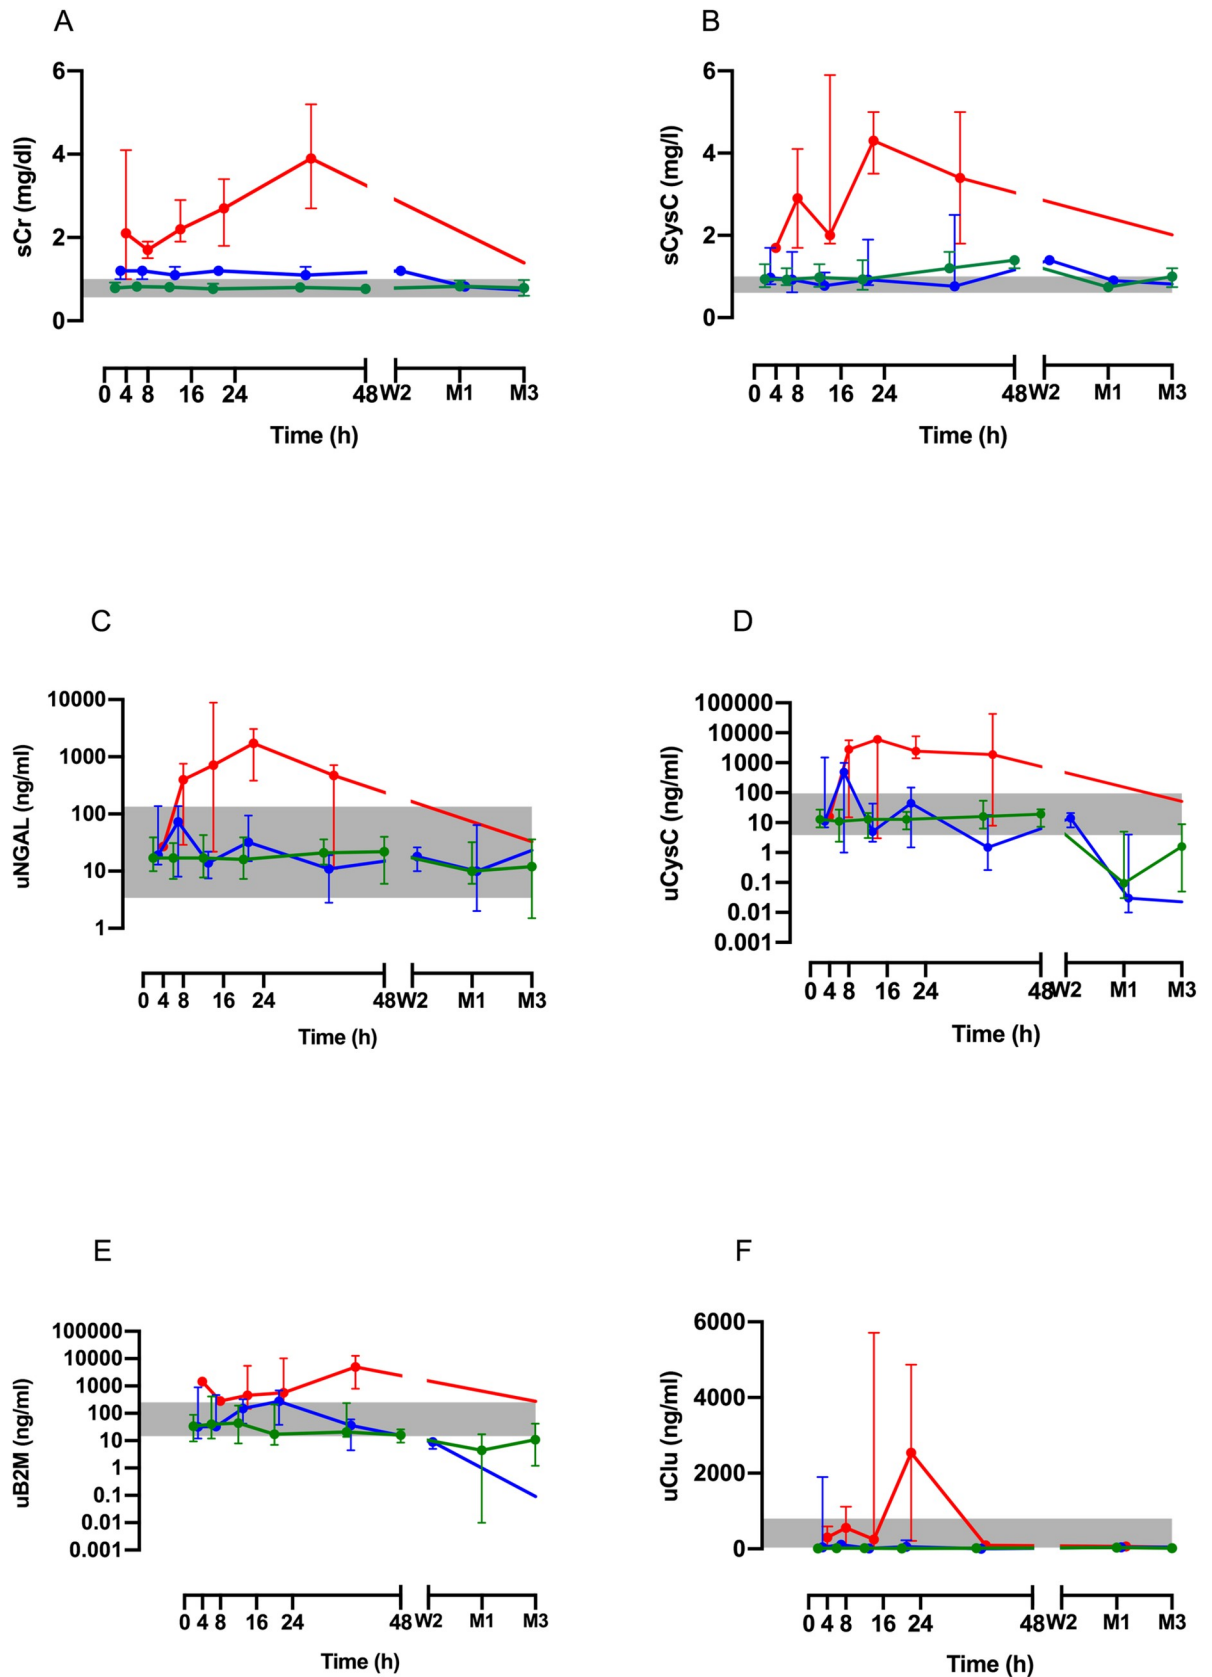 A
B
sCr (mg/dl)
6
4
2
0
0 4 8 16 24 48 W2 M1 M3
Time (h)
sCysC (mg/l)
6
4
2
0
0 4 8 16 24 48 W2 M1 M3
Time (h)
C
D
uNGAL (ng/ml)
10000
1000
100
10
1
0 4 8 16 24 48 W2 M1 M3
Time (h)
uCysC (ng/ml)
100000
10000
1000
100
10
1
0.1
0.01
0.001
0 4 8 16 24 48 W2 M1 M3
Time (h)
E
F
uB2M (ng/ml)
100000
10000
1000
100
10
1
0.1
0.01
0.001
0 4 8 16 24 48 W2 M1 M3
Time (h)
uClu (ng/ml)
6000
4000
2000
0
0 4 8 16 24 48 W2 M1 M3
Time (h)